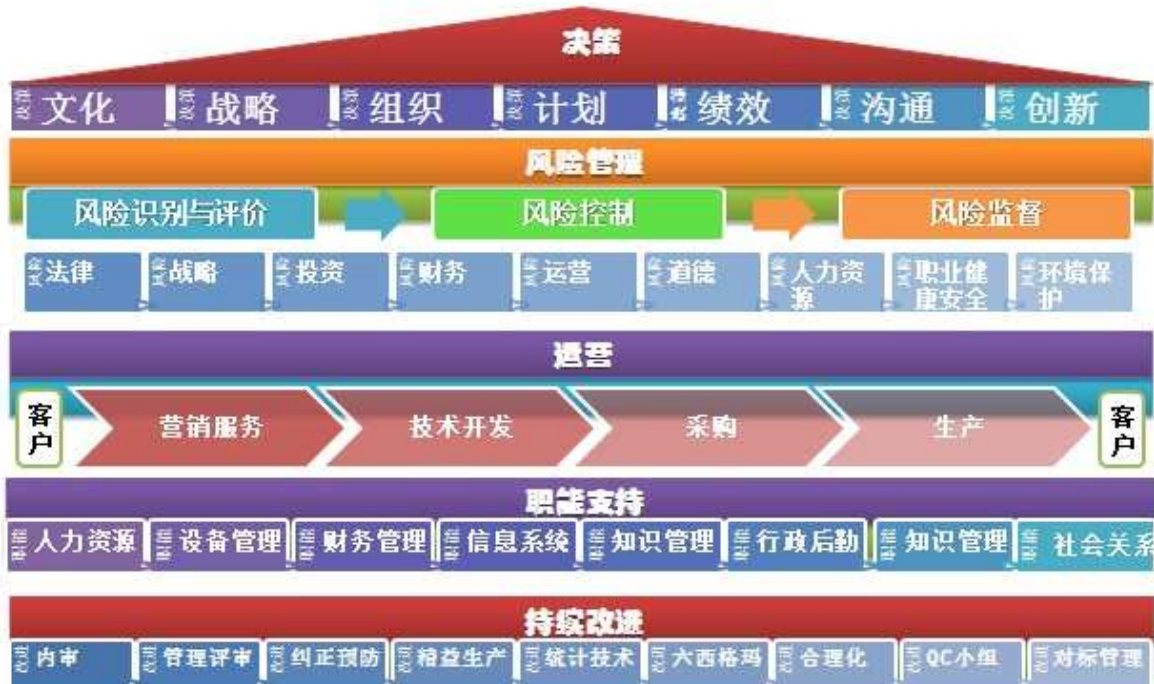 决策
文化 战略 组织 计划 绩效 沟通 创新
风险管理
风险识别与评价 风险控制 风险监督
法律 战略 投资 财务 运营 道德 人力资源 职业健康安全 环境保护
运营
客户 营销服务 技术开发 采购 生产 客户
职能支持
人力资源 设备管理 财务管理 信息系统 知识管理 行政后勤 知识管理 社会关系
持续改进
内审 管理评审 纠正预防 精益生产 统计技术 六西格玛 合理化 QC小组 对标管理